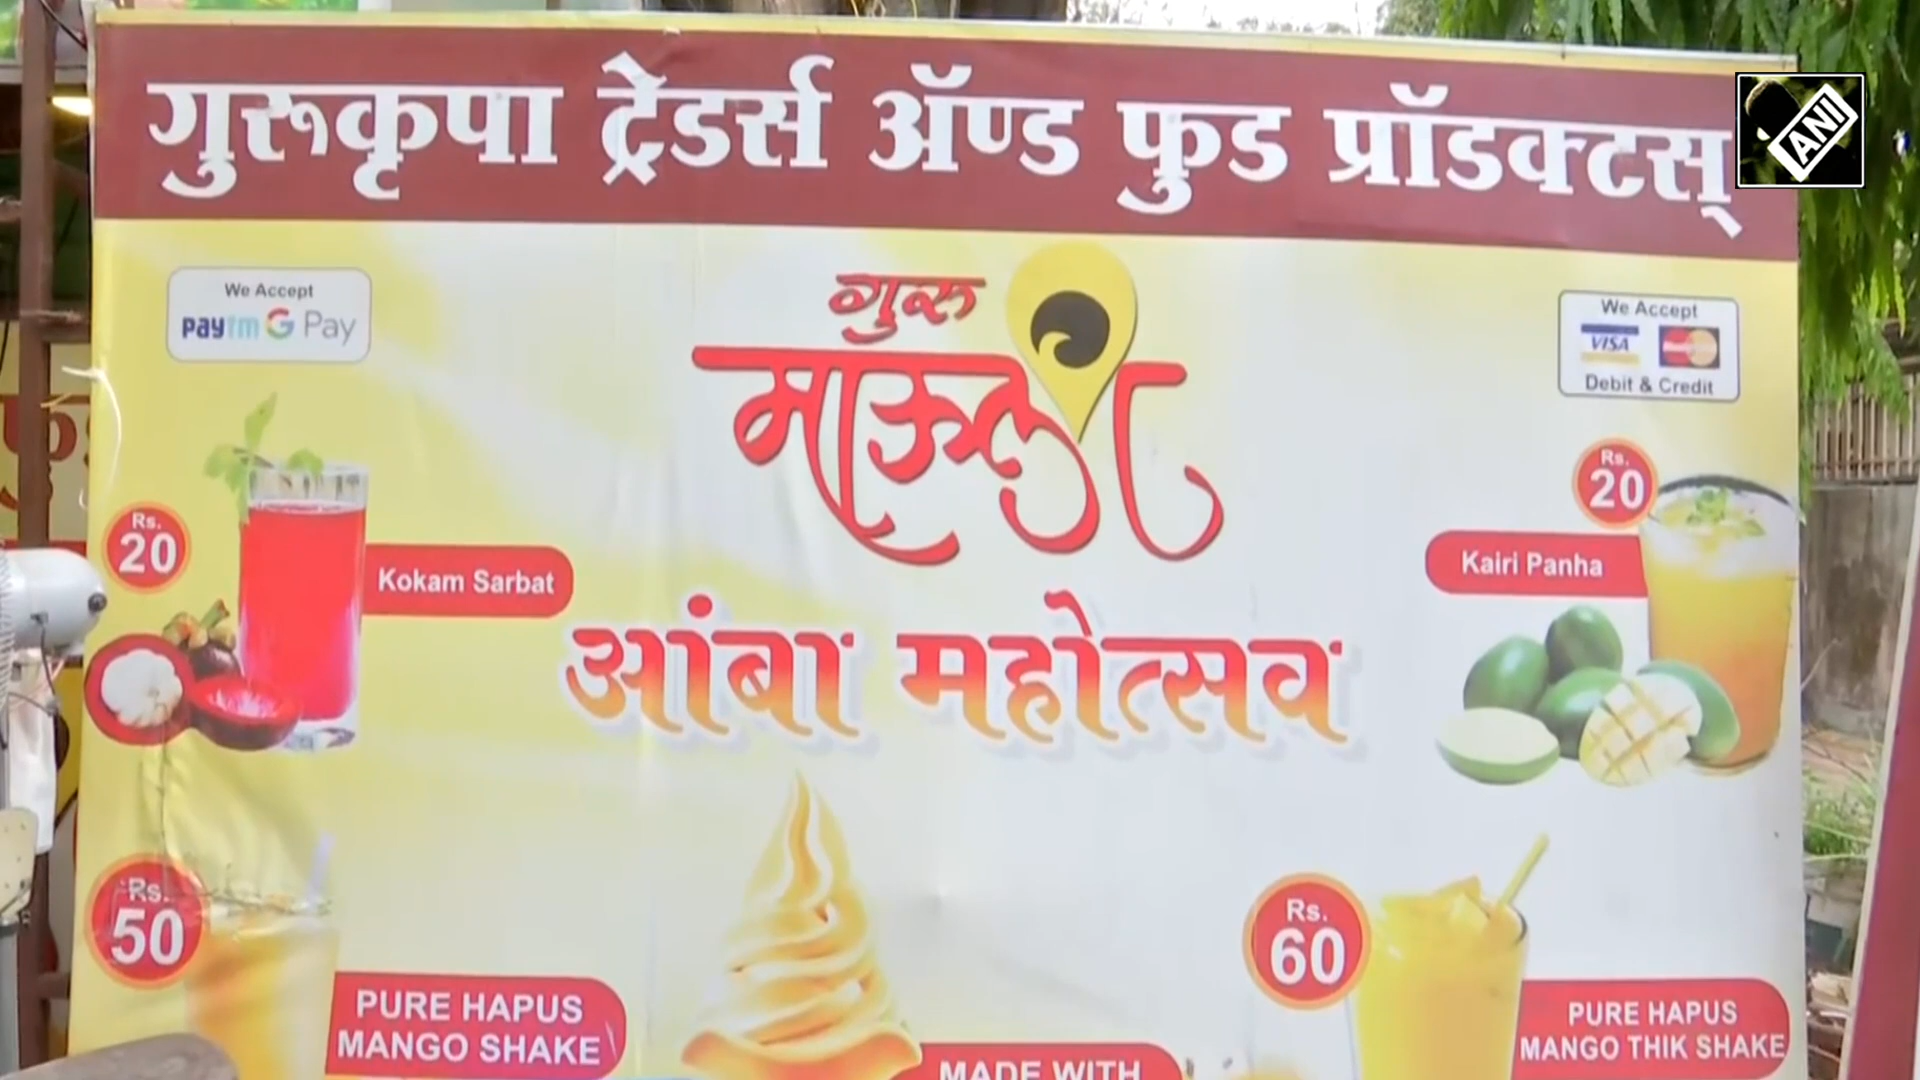 गुरूकृपा ट्रेडर्स ॲण्ड फुड प्रॉडक्टस्
ANI
We Accept
paytm G Pay
गुरु
माऊली
We Accept
VISA
Debit & Credit
Rs.
20
Kokam Sarbat
Rs.
20
Kairi Panha
आंबा महोत्सव
Rs.
50
PURE HAPUS
MANGO SHAKE
MADE WITH
Rs.
60
PURE HAPUS
MANGO THIK SHAKE